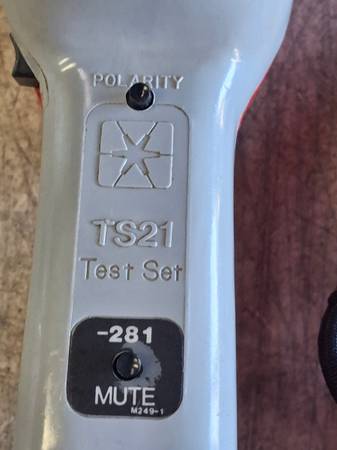 POLARITY
TS21
Test Set
-281
MUTE
M249-1